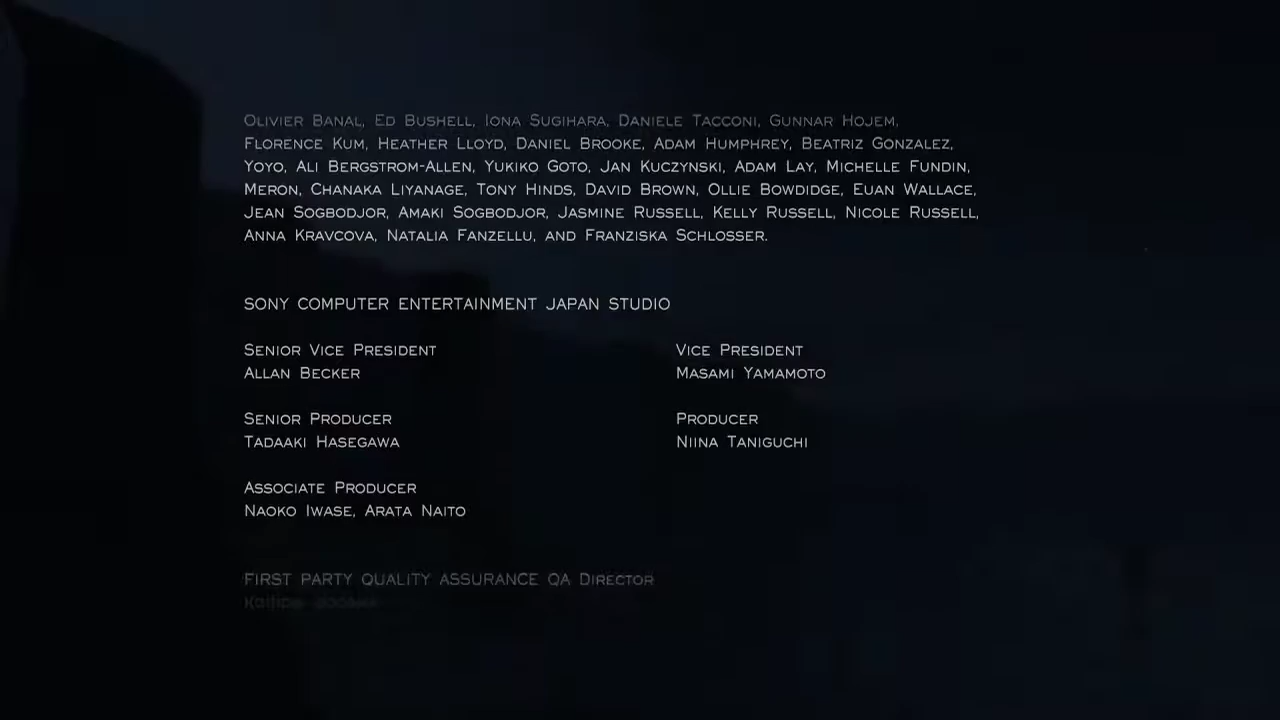 Olivier Banal, Ed Bushell, Iona Sugihara, Daniele Tacconi, Gunnar Hojem,
Florence Kum, Heather Lloyd, Daniel Brooke, Adam Humphrey, Beatriz Gonzalez,
Yoyo, Ali Bergstrom-Allen, Yukiko Goto, Jan Kuczynski, Adam Lay, Michelle Fundin,
Meron, Chanaka Liyanage, Tony Hinds, David Brown, Ollie Bowdidge, Euan Wallace,
Jean Sogbodjor, Amaki Sogbodjor, Jasmine Russell, Kelly Russell, Nicole Russell,
Anna Kravcova, Natalia Fanzellu, and Franziska Schlosser.
SONY COMPUTER ENTERTAINMENT JAPAN STUDIO
Senior Vice President
Allan Becker
Vice President
Masami Yamamoto
Senior Producer
Tadaaki Hasegawa
Producer
Niina Taniguchi
Associate Producer
Naoko Iwase, Arata Naito
FIRST PARTY QUALITY ASSURANCE QA Director